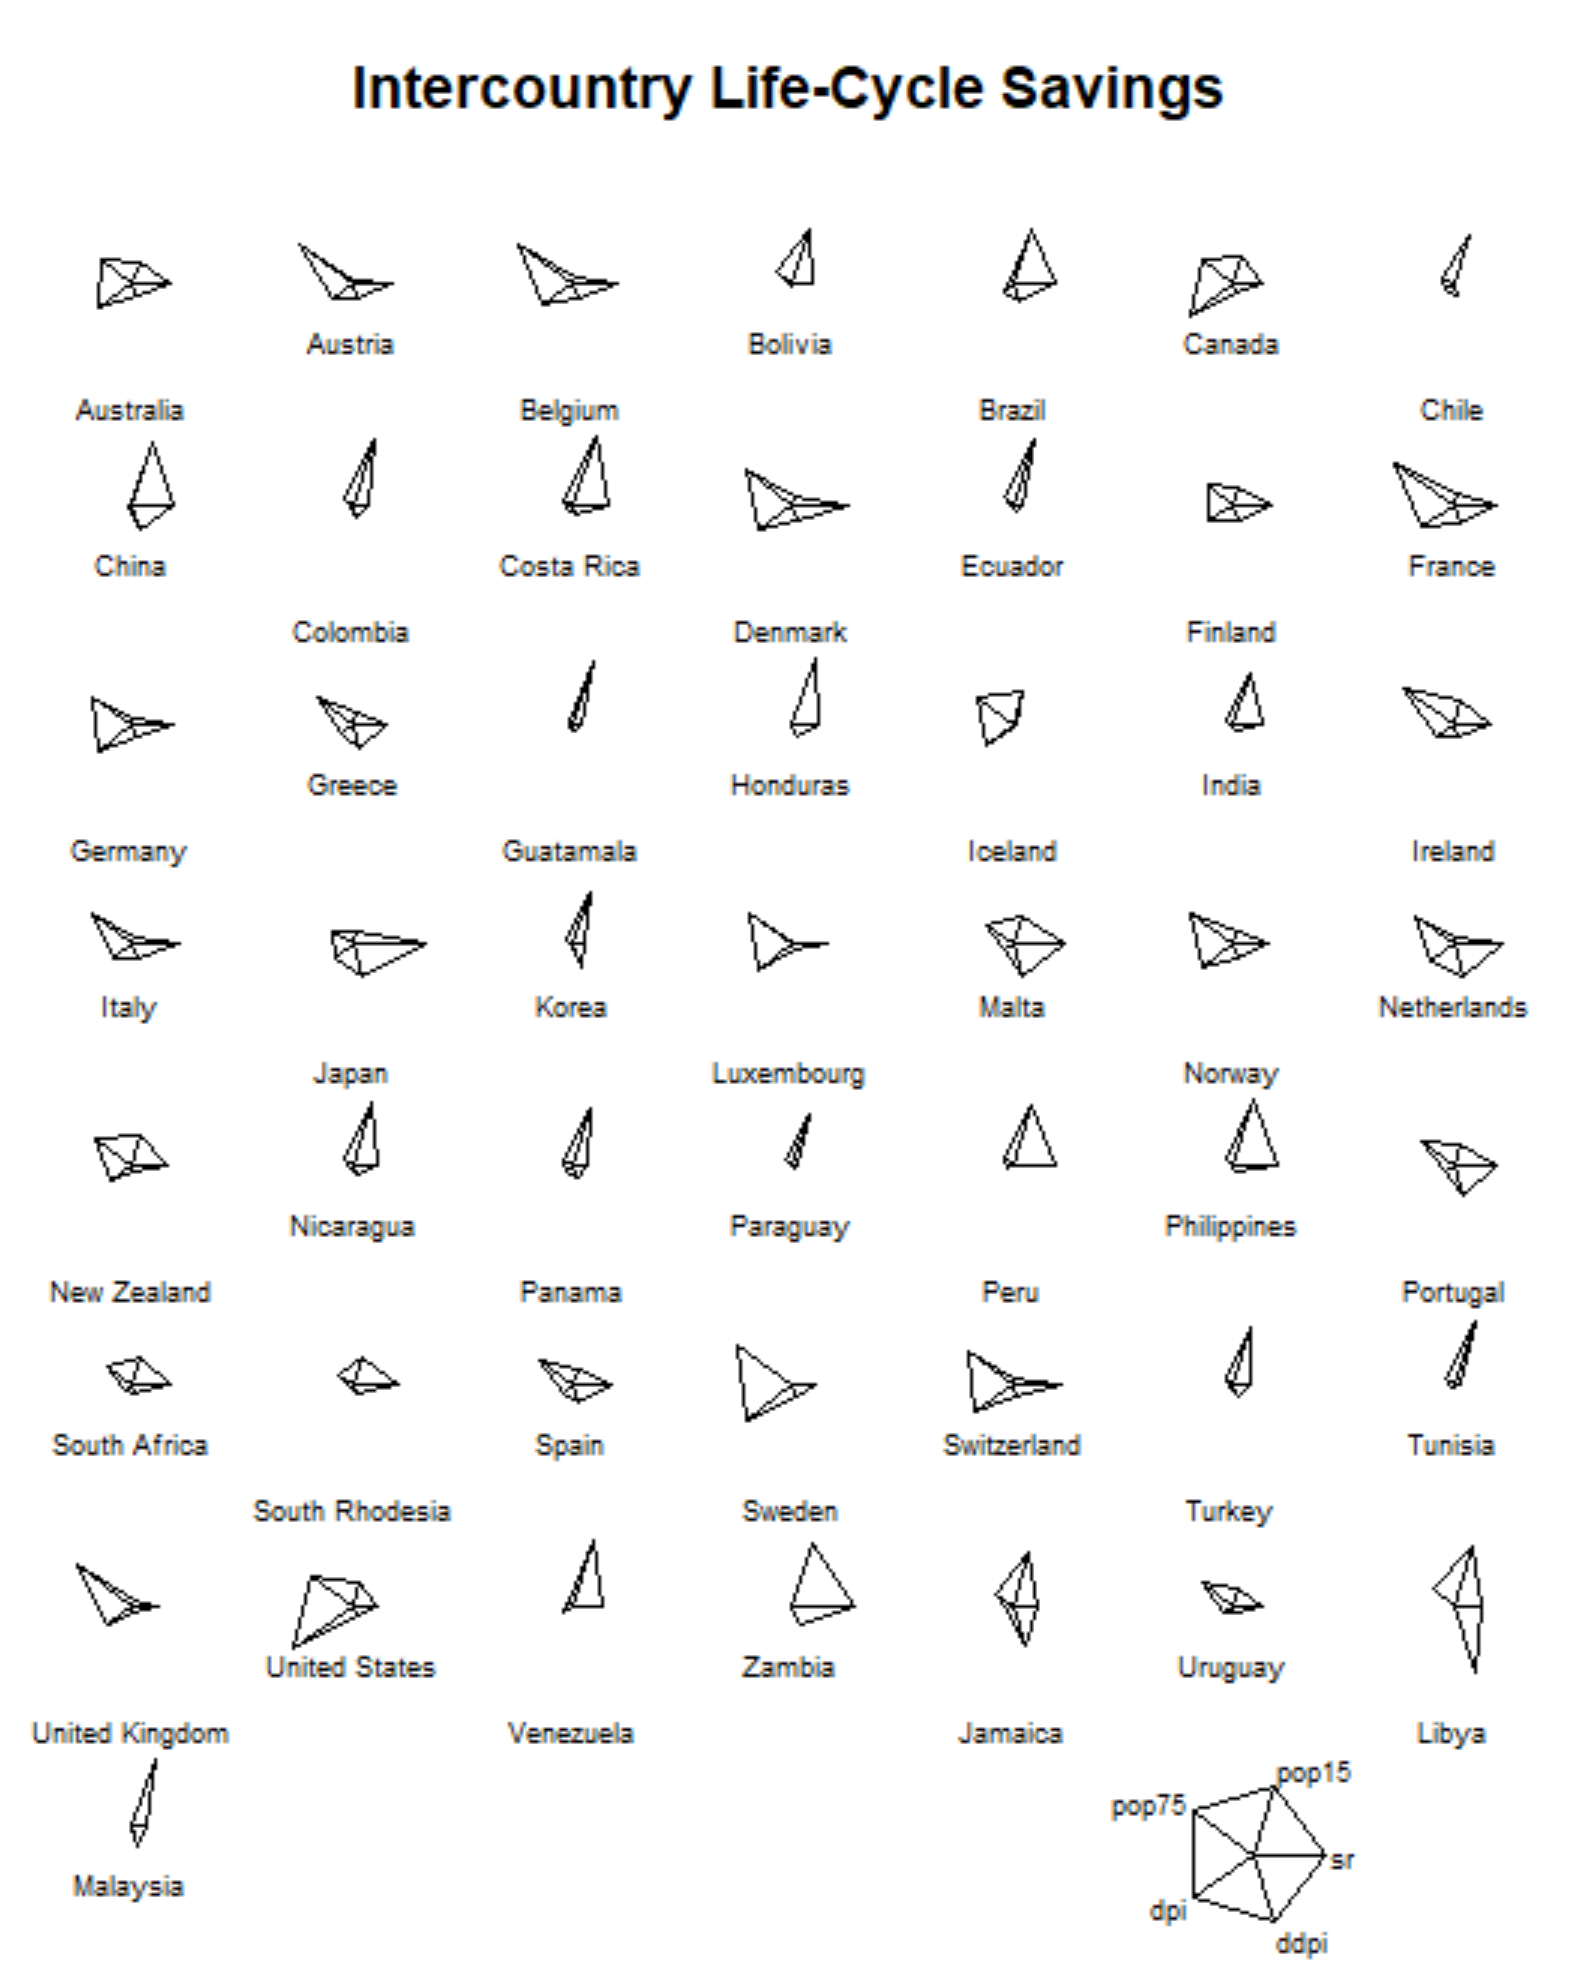 Intercountry Life-Cycle Savings
Austria Bolivia Canada
Australia Belgium Brazil Chile
China Costa Rica Ecuador France
Colombia Denmark Finland
Greece Honduras India
Germany Guatamala Iceland Ireland
Italy Korea Malta Netherlands
Japan Luxembourg Norway
Nicaragua Paraguay Philippines
New Zealand Panama Peru Portugal
South Africa Spain Switzerland Tunisia
South Rhodesia Sweden Turkey
United States Zambia Uruguay
United Kingdom Venezuela Jamaica Libya
pop15
pop75
sr
Malaysia
dpi
ddpi